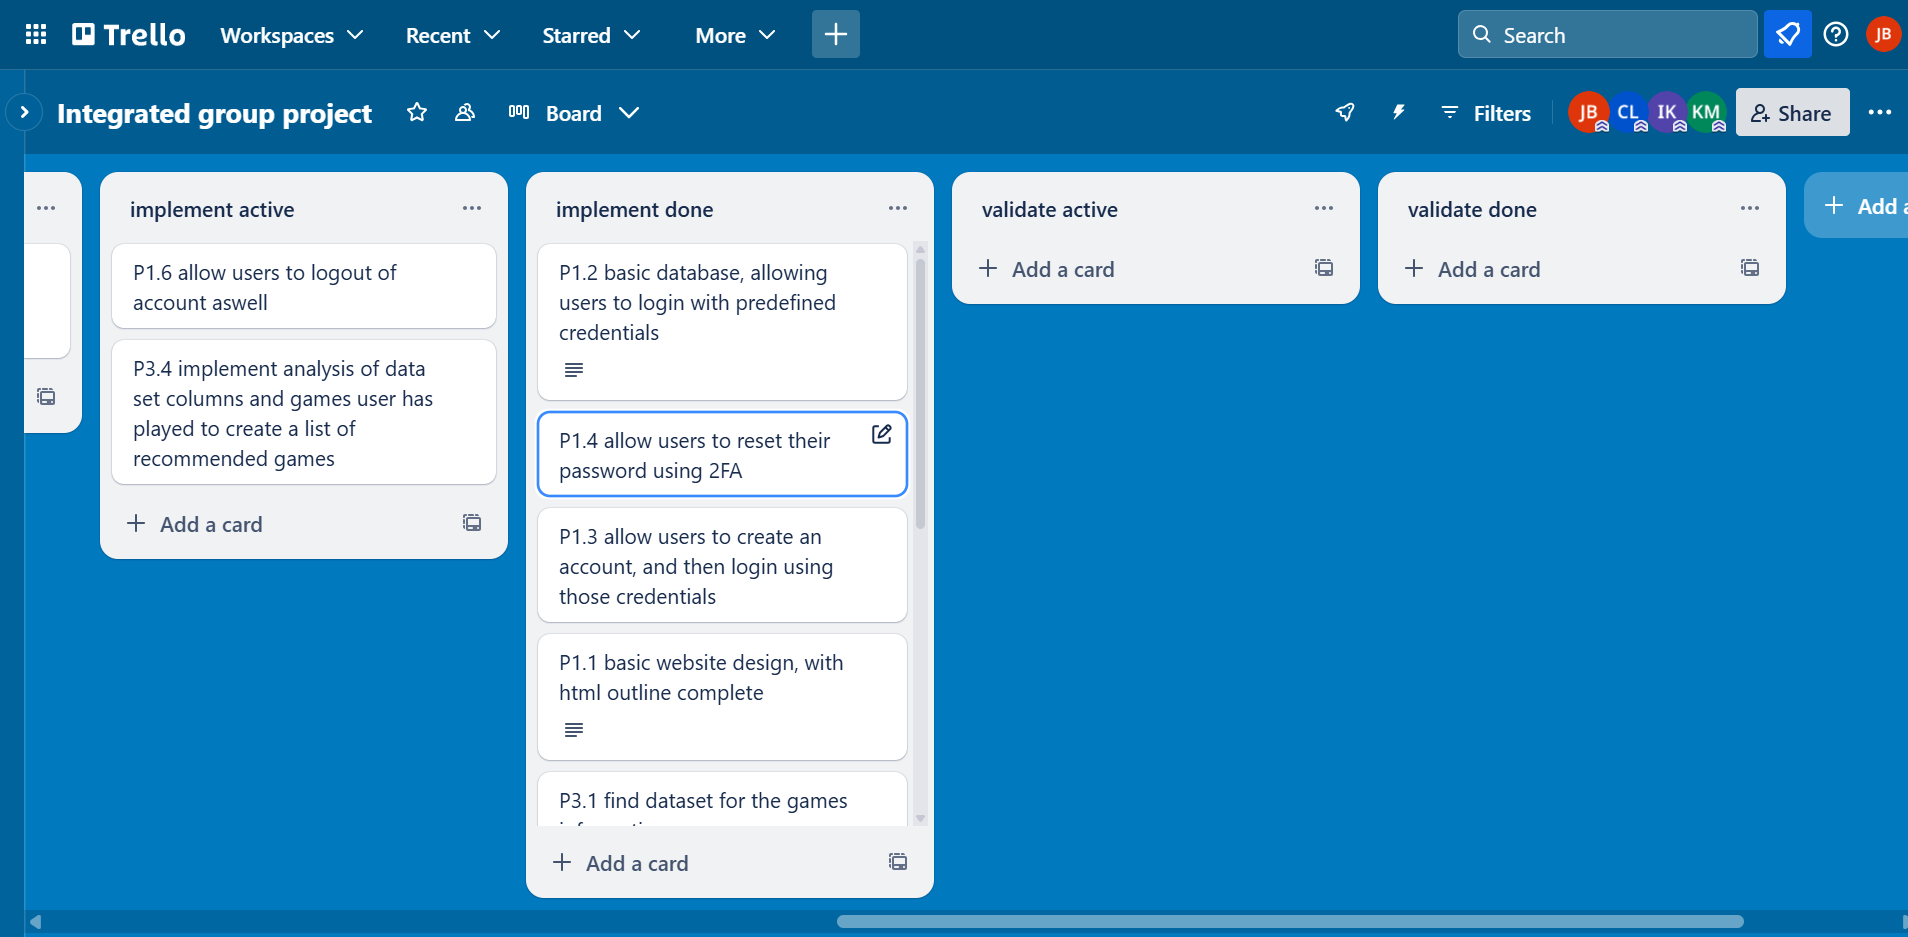 Trello
Workspaces
Recent
Starred
More
Search
JB
Integrated group project
Board
Filters
JB
CL
IK
KM
Share
implement active
P1.6 allow users to logout of
account aswell
P3.4 implement analysis of data
set columns and games user has
played to create a list of
recommended games
Add a card
implement done
P1.2 basic database, allowing
users to login with predefined
credentials
P1.4 allow users to reset their
password using 2FA
P1.3 allow users to create an
account, and then login using
those credentials
P1.1 basic website design, with
html outline complete
P3.1 find dataset for the games
Add a card
validate active
Add a card
validate done
Add a card
Add